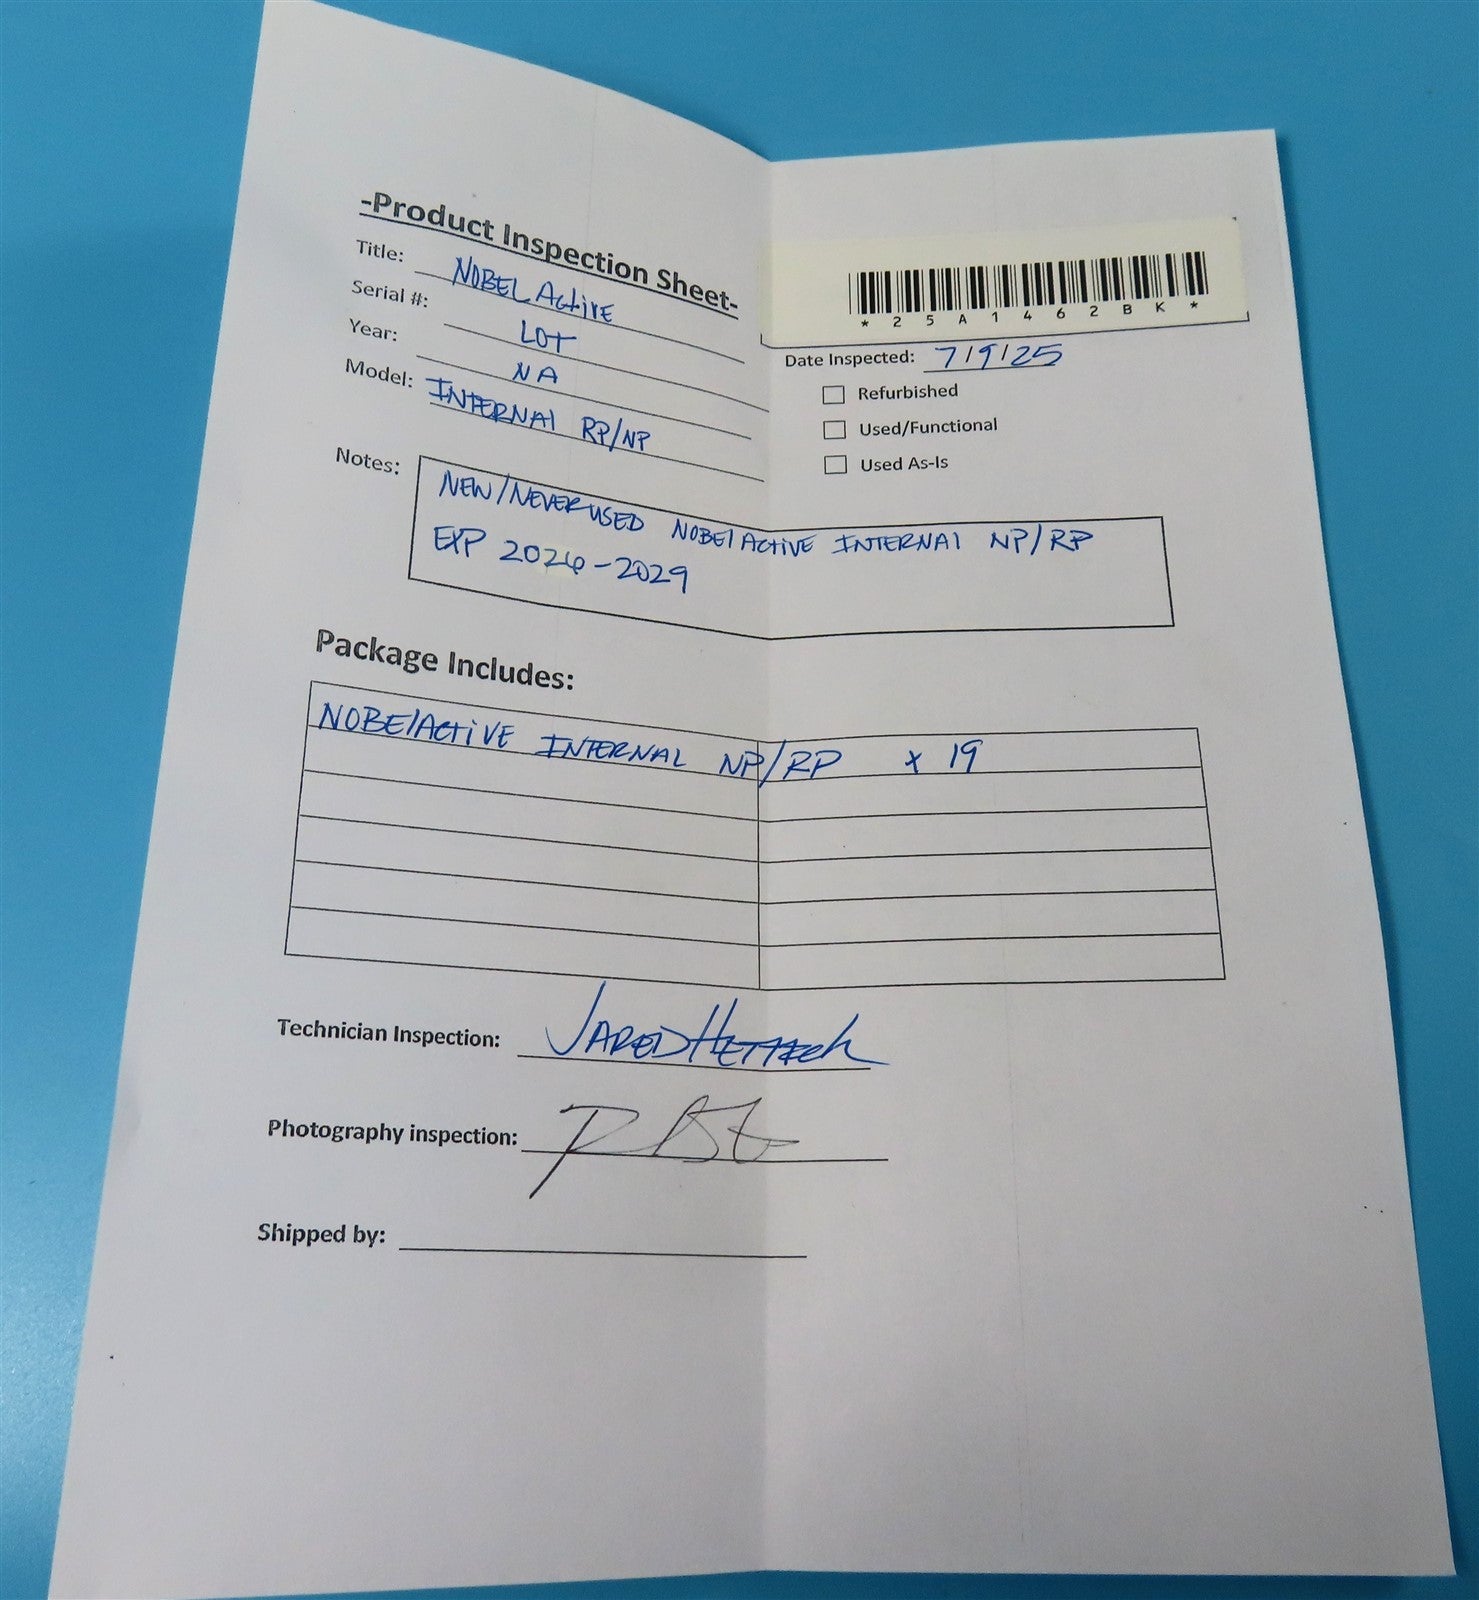 -Product Inspection Sheet-
*25A1462BK*
Title: NOBEL Active
Serial #: LOT
Year: NA
Model: INTERNAl RP/NP
Date Inspected: 7/9/25
Refurbished
Used/Functional
Used As-Is
Notes: NEW/NEVER USED NOBElACTIVE INTERNAl NP/RP
EXP 2026-2029
Package Includes:
NOBElACTiVE INTERNAL NP/RP x 19
Technician Inspection: JARED
Photography inspection:
Shipped by: